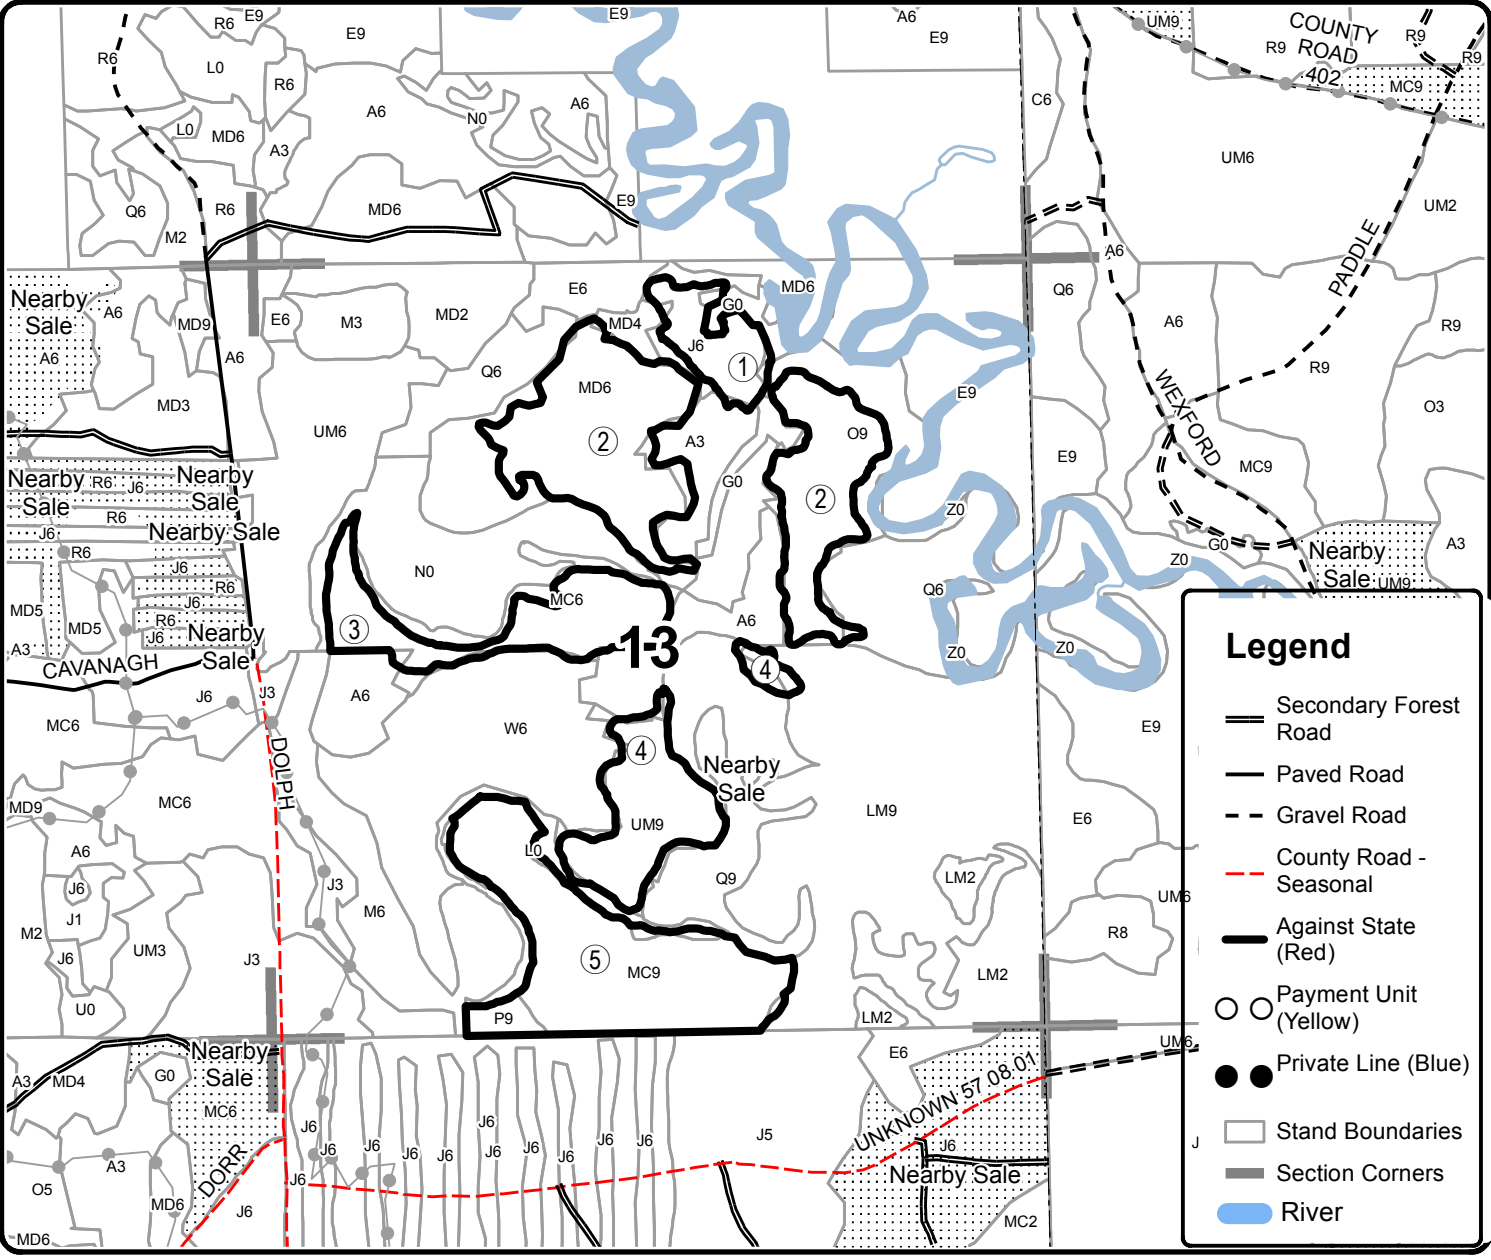 E9
E9
A6
R6
E9
E9
UM9
COUNTY
ROAD
402
R9
R9
R9
R6
L0
R6
A6
A6
N0
C6
MC9
L0
MD6
A3
UM6
Q6
R6
MD6
E9
M2
UM2
A6
PADDLE
Nearby
Sale
A6
MD9
E6
M3
MD2
E6
MD4
G0
MD6
Q6
A6
R9
A6
A6
J6
1
Q6
MD6
R9
WEXFORD
MD3
UM6
2
A3
O9
E9
O3
Nearby
Sale
R6
J6
Nearby
Sale
G0
2
E9
MC9
R6
Nearby Sale
J6
R6
Z0
G0
Z0
A3
Nearby
Sale
UM9
J6
R6
N0
MC6
Q6
MD5
J6
MD5
R6
J6
Nearby
Sale
3
13
A6
4
Z0
Z0
A3
CAVANAGH
J6
J3
A6
W6
MC6
E9
DOLPH
4
Nearby
Sale
MD9
MC6
UM9
LM9
E6
A6
L0
J6
J3
Q9
LM2
UM6
J1
M6
M2
UM3
R8
J6
J3
5
MC9
LM2
U0
P9
LM2
UM6
Nearby
Sale
E6
A3
MD4
G0
MC6
UNKNOWN 57.08.01
J6
J6
J6
J6
J6
J6
J6
J6
J6
J6
J6
J5
J6
Nearby Sale
A3
DORR
O5
MD6
J6
J6
MC2
MD6
J
Legend
Secondary Forest
Road
Paved Road
Gravel Road
County Road -
Seasonal
Against State
(Red)
Payment Unit
(Yellow)
Private Line (Blue)
Stand Boundaries
Section Corners
River